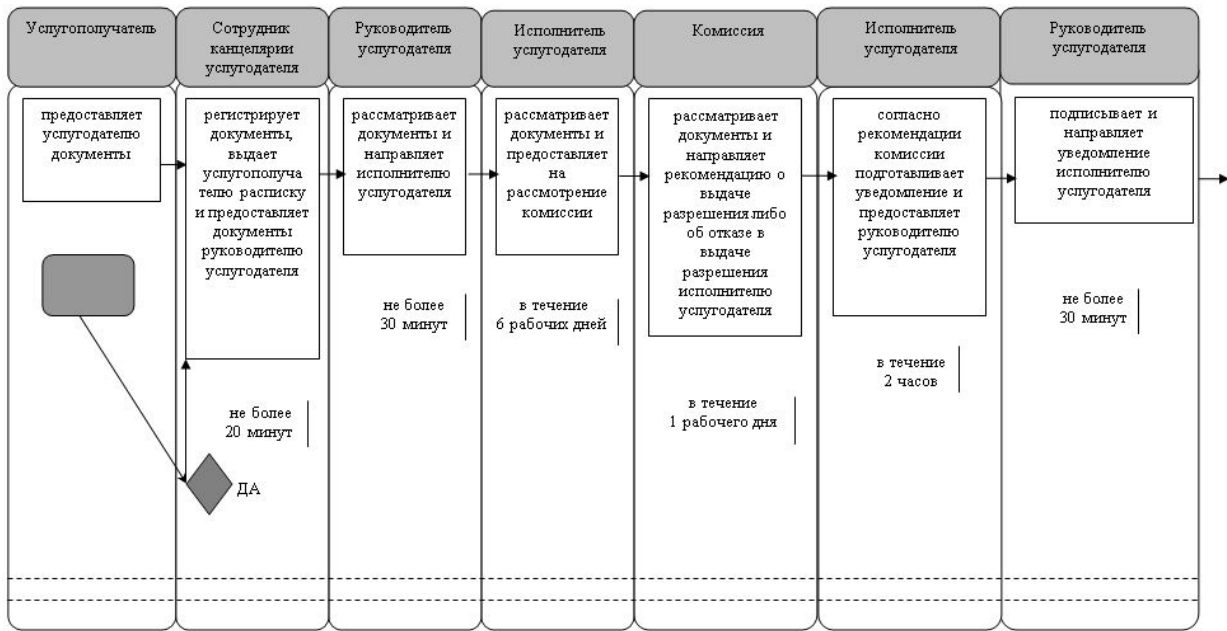 Услугополучатель
Сотрудник
канцелярии
услугодателя
Руководитель
услугодателя
Исполнитель
услугодателя
Комиссия
Исполнитель
услугодателя
Руководитель
услугодателя
предоставляет
услугодателю
документы
регистрирует
документы,
выдает
услугополуча
телю расписку
и предоставляет
документы
руководителю
услугодателя
рассматривает
документы и
направляет
исполнителю
услугодателя
рассматривает
документы и
предоставляет
на
рассмотрение
комиссии
рассматривает
документы и
направляет
рекомендацию о
выдаче
разрешения либо
об отказе в
выдаче
разрешения
исполнителю
услугодателя
согласно
рекомендации
комиссии
подготавливает
уведомление и
предоставляет
руководителю
услугодателя
подписывает и
направляет
уведомление
исполнителю
услугодателя
не более
20 минут
не более
30 минут
в течение
6 рабочих дней
в течение
1 рабочего дня
в течение
2 часов
не более
30 минут
ДА